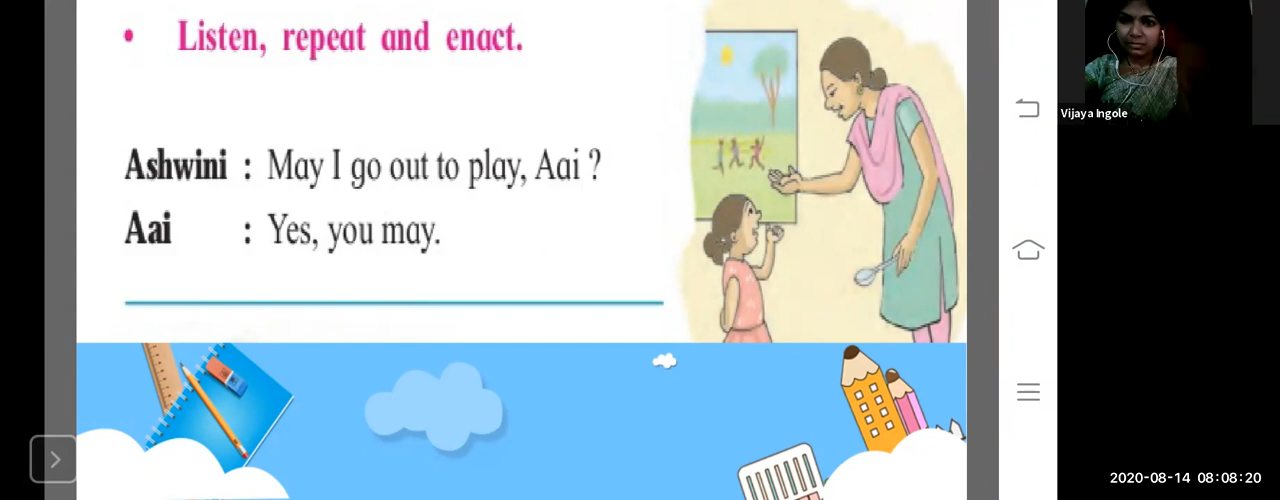 • Listen, repeat and enact.
Ashwini : May I go out to play, Aai ?
Aai : Yes, you may.
Vijaya Ingole
2020-08-14 08:08:20